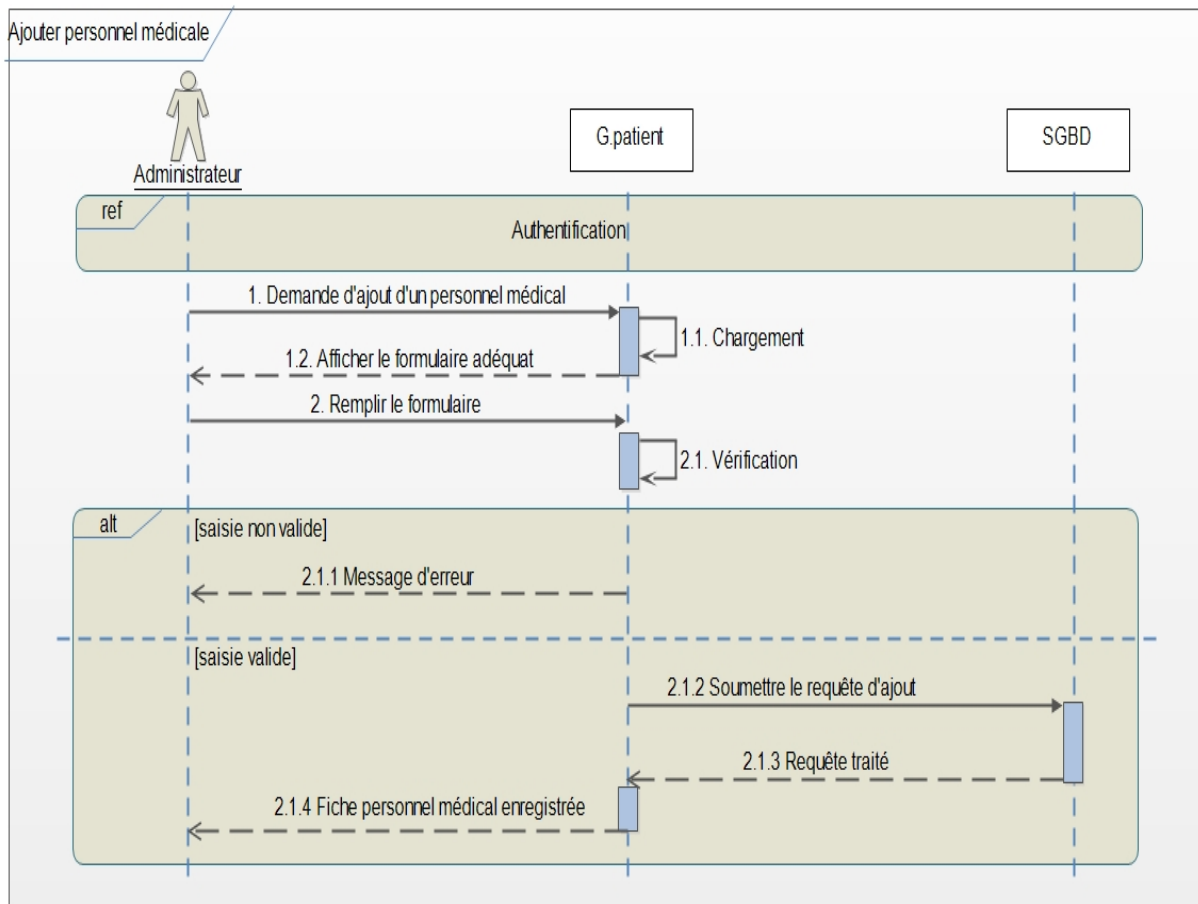 Ajouter personnel médicale
Administrateur
G.patient
SGBD
ref
Authentification
1. Demande d'ajout d'un personnel médical
1.1. Chargement
1.2. Afficher le formulaire adéquat
2. Remplir le formulaire
2.1. Vérification
alt
[saisie non valide]
2.1.1 Message d'erreur
[saisie valide]
2.1.2 Soumettre le requête d'ajout
2.1.3 Requête traité
2.1.4 Fiche personnel médical enregistrée